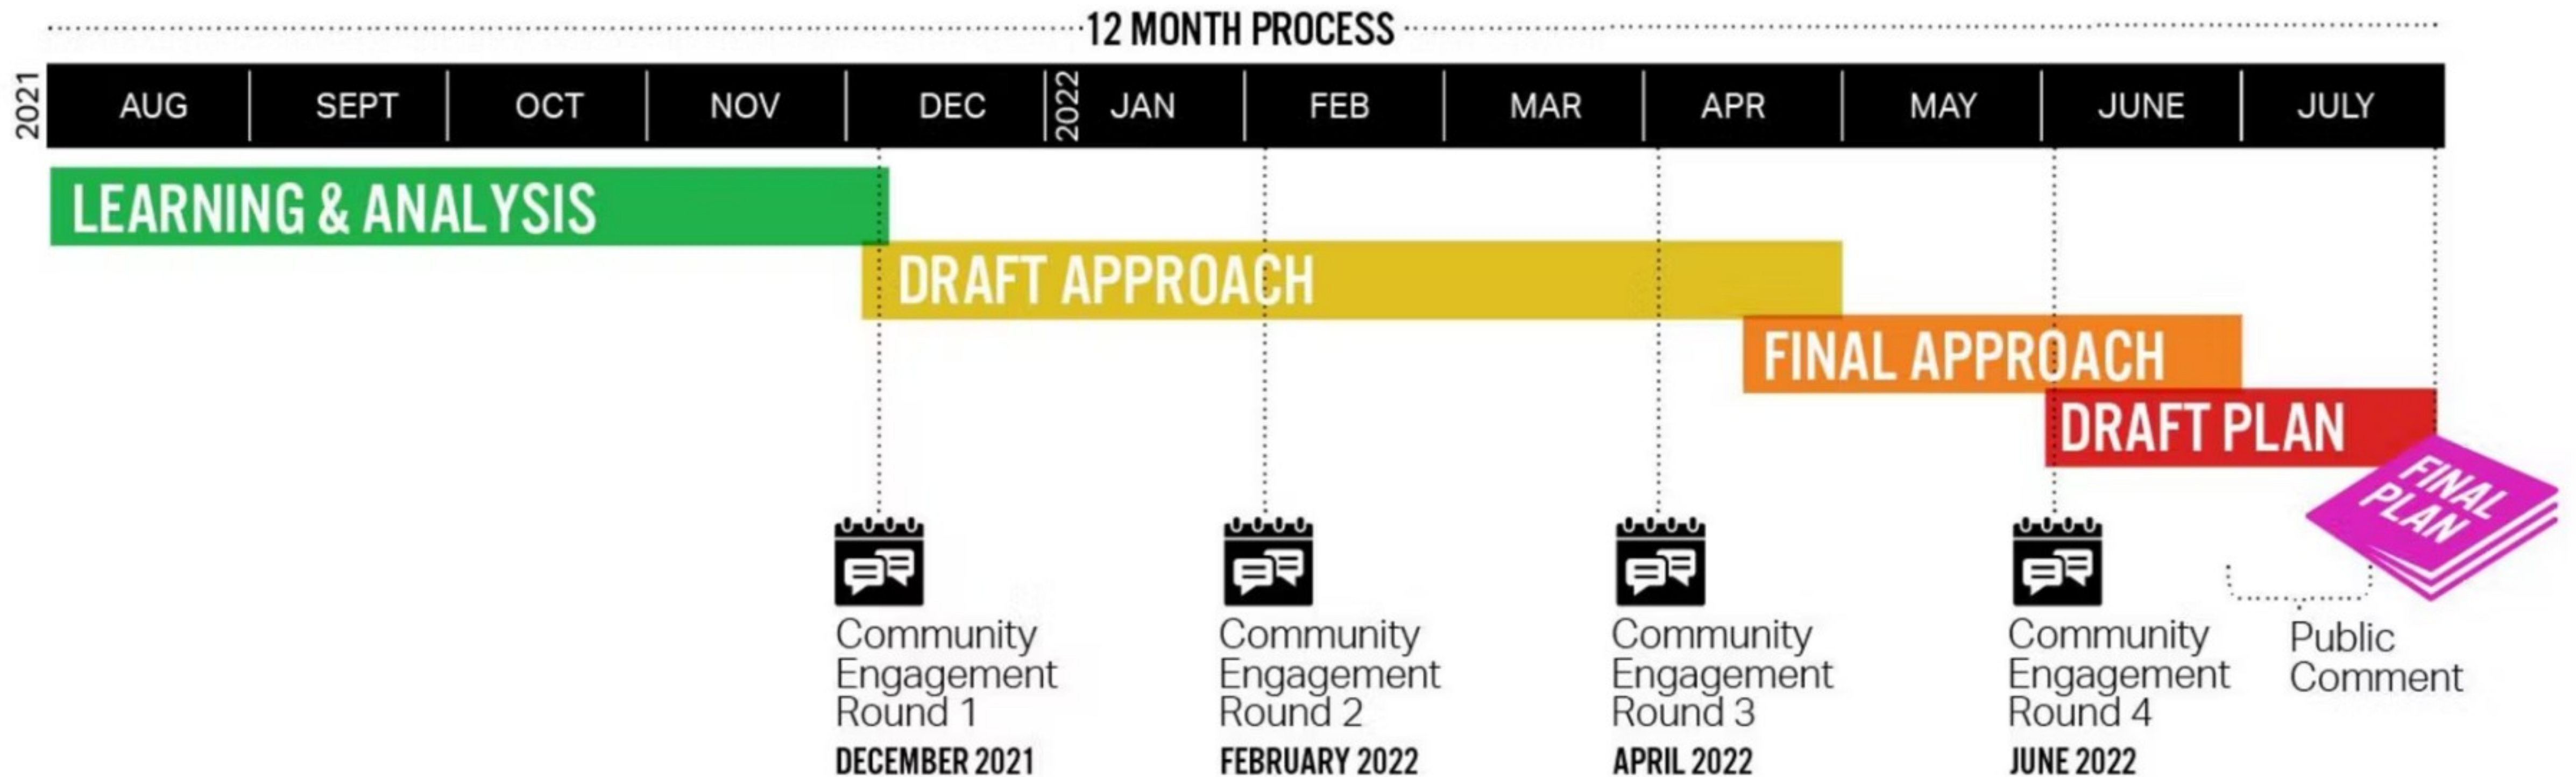 12 MONTH PROCESS
2021
AUG SEPT OCT NOV DEC 2022 JAN FEB MAR APR MAY JUNE JULY
LEARNING & ANALYSIS
DRAFT APPROACH
FINAL APPROACH
DRAFT PLAN
FINAL
PLAN
Community
Engagement
Round 1
DECEMBER 2021
Community
Engagement
Round 2
FEBRUARY 2022
Community
Engagement
Round 3
APRIL 2022
Community
Engagement
Round 4
JUNE 2022
Public
Comment